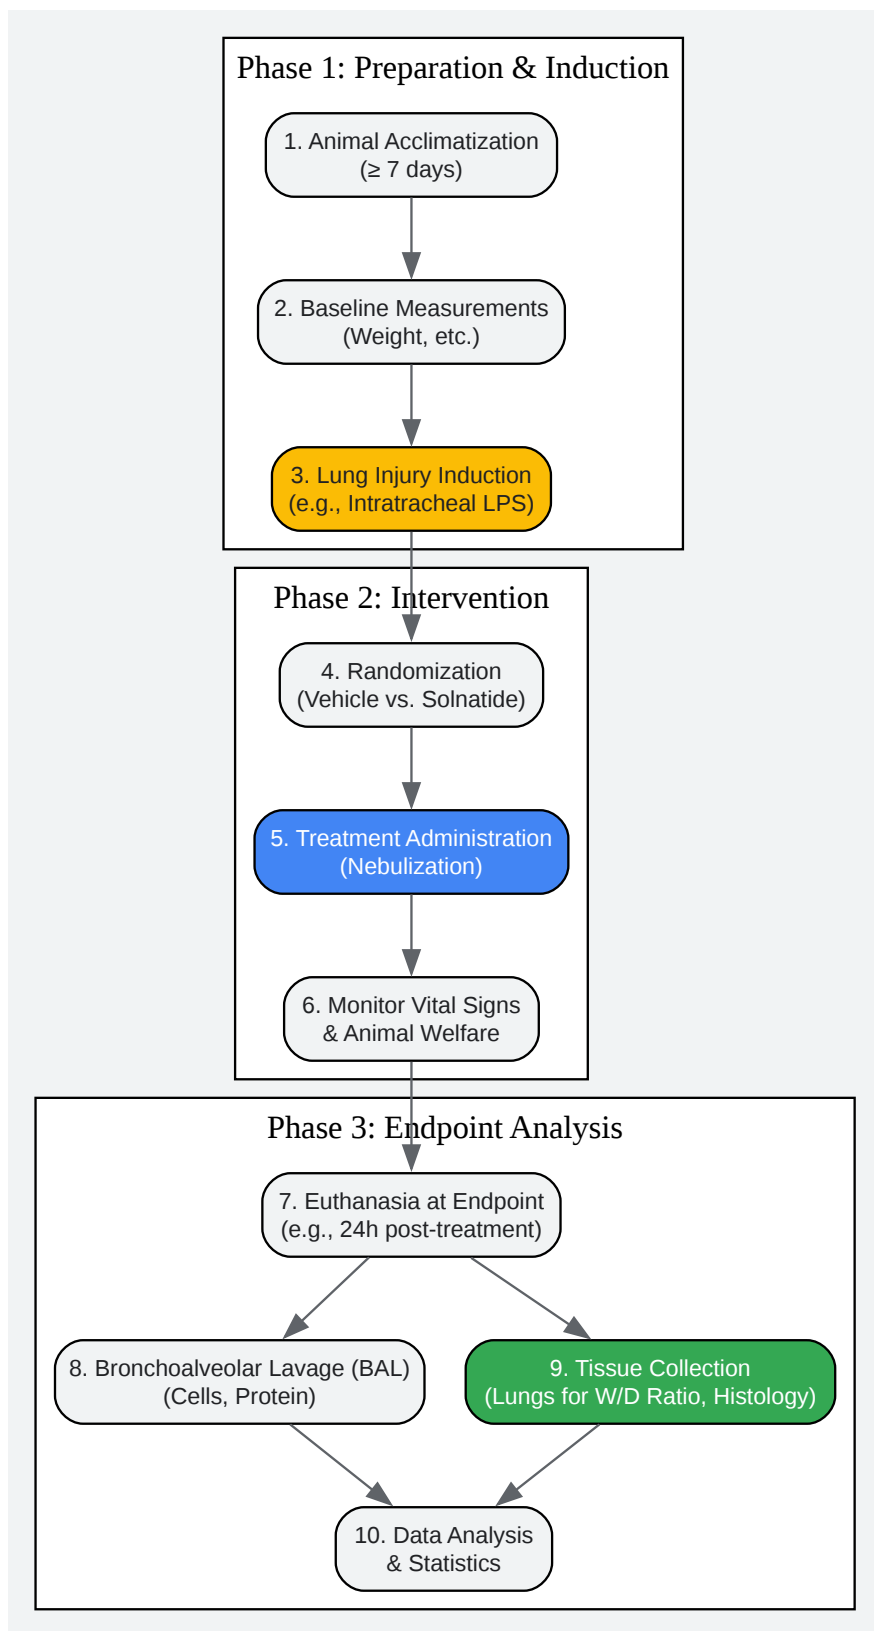 Phase 1: Preparation & Induction
1. Animal Acclimatization
(≥ 7 days)
2. Baseline Measurements
(Weight, etc.)
3. Lung Injury Induction
(e.g., Intratracheal LPS)
Phase 2: Intervention
4. Randomization
(Vehicle vs. Solnatide)
5. Treatment Administration
(Nebulization)
6. Monitor Vital Signs
& Animal Welfare
Phase 3: Endpoint Analysis
7. Euthanasia at Endpoint
(e.g., 24h post-treatment)
8. Bronchoalveolar Lavage (BAL)
(Cells, Protein)
9. Tissue Collection
(Lungs for W/D Ratio, Histology)
10. Data Analysis
& Statistics